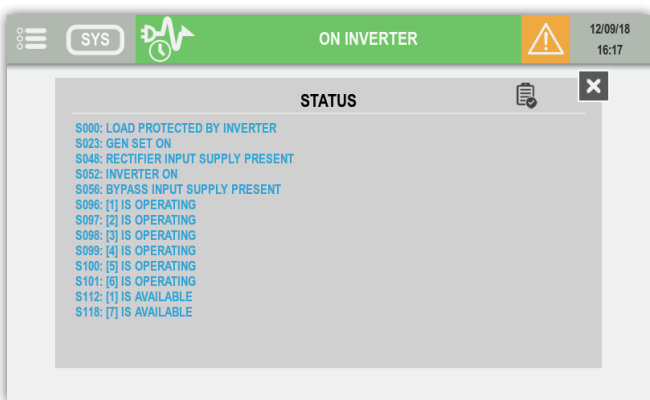 SYS
ON INVERTER
12/09/18
16:17
STATUS
S000: LOAD PROTECTED BY INVERTER
S023: GEN SET ON
S048: RECTIFIER INPUT SUPPLY PRESENT
S052: INVERTER ON
S056: BYPASS INPUT SUPPLY PRESENT
S096: [1] IS OPERATING
S097: [2] IS OPERATING
S098: [3] IS OPERATING
S099: [4] IS OPERATING
S100: [5] IS OPERATING
S101: [6] IS OPERATING
S112: [1] IS AVAILABLE
S118: [7] IS AVAILABLE